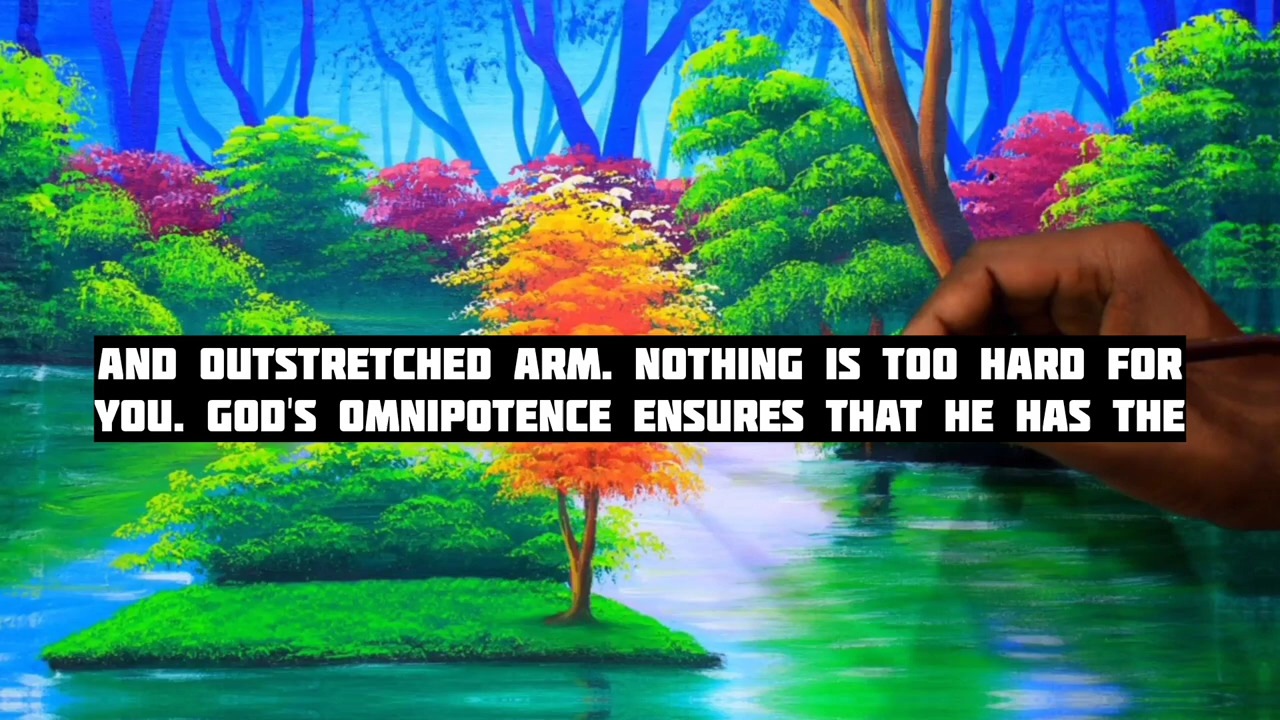 AND OUTSTRETCHED ARM. NOTHING IS TOO HARD FOR
YOU. GOD'S OMNIPOTENCE ENSURES THAT HE HAS THE